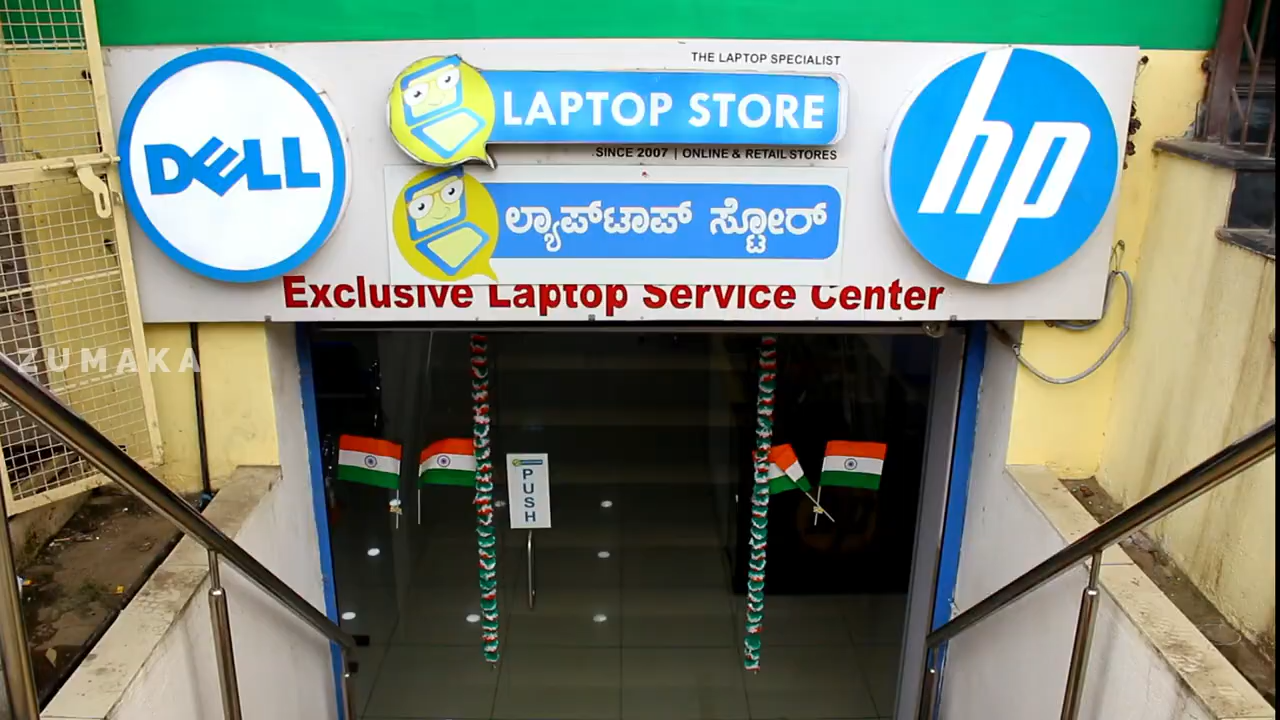 DELL
THE LAPTOP SPECIALIST
LAPTOP STORE
SINCE 2007 | ONLINE & RETAIL STORES
ಲ್ಯಾಪ್‌ಟಾಪ್ ಸ್ಟೋರ್
hp
Exclusive Laptop Service Center
ZUMAKA
PUSH